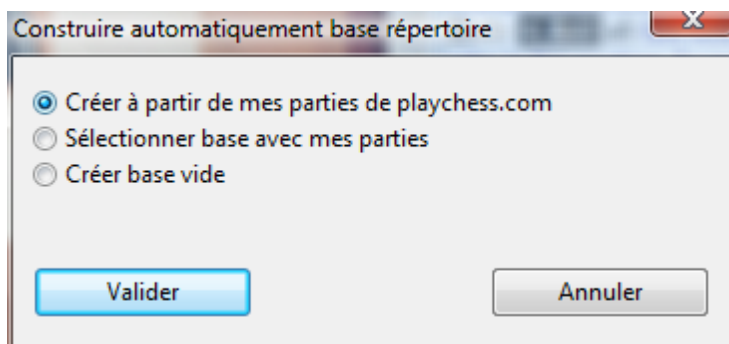 Construire automatiquement base répertoire
Créer à partir de mes parties de playchess.com
Sélectionner base avec mes parties
Créer base vide
Valider
Annuler